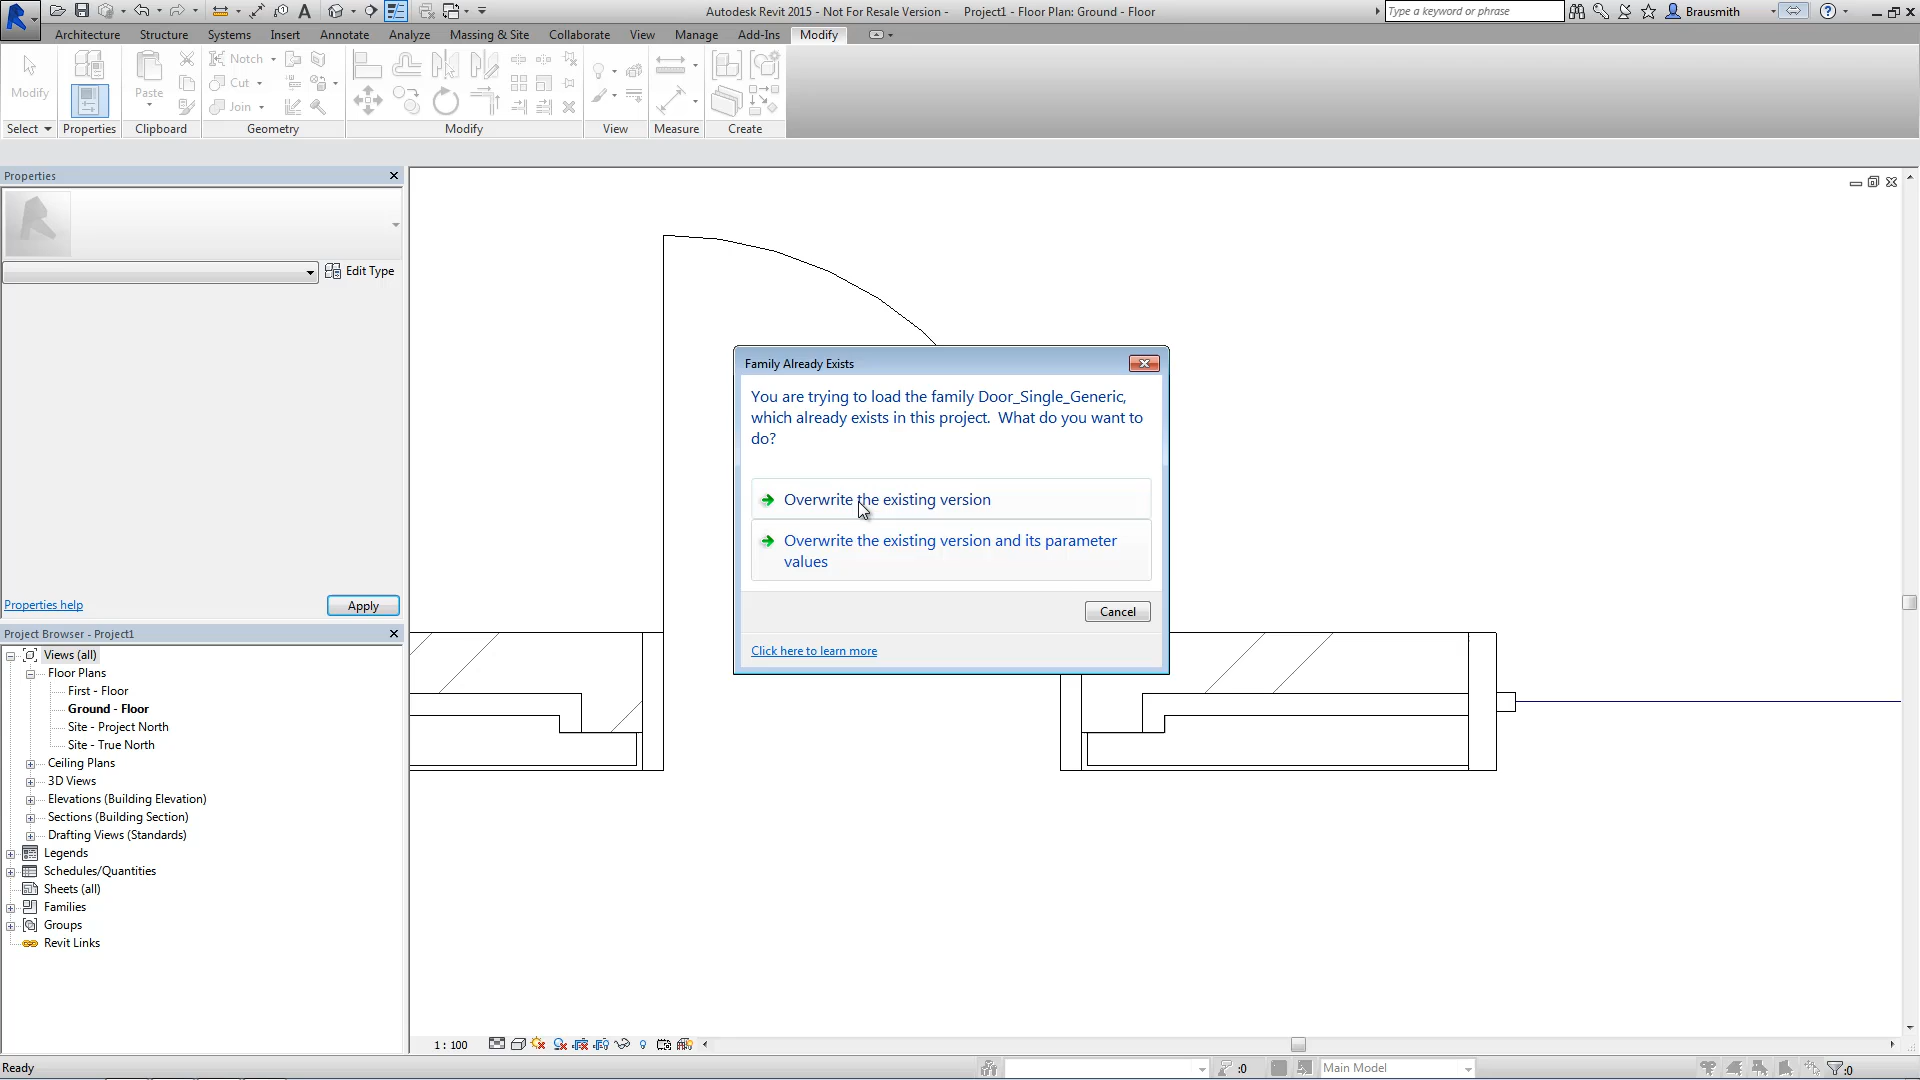 Autodesk Revit 2015 - Not For Resale Version - Project1 - Floor Plan: Ground - Floor
Type a keyword or phrase
Brausmith
Architecture Structure Systems Insert Annotate Analyze Massing & Site Collaborate View Manage Add-Ins Modify
Modify
Paste
Notch
Cut
Join
Select Properties Clipboard Geometry Modify View Measure Create
Properties
Edit Type
Properties help
Apply
Project Browser - Project1
Views (all)
Floor Plans
First - Floor
Ground - Floor
Site - Project North
Site - True North
Ceiling Plans
3D Views
Elevations (Building Elevation)
Sections (Building Section)
Drafting Views (Standards)
Legends
Schedules/Quantities
Sheets (all)
Families
Groups
Revit Links
Family Already Exists
You are trying to load the family Door_Single_Generic,
which already exists in this project. What do you want to
do?
Overwrite the existing version
Overwrite the existing version and its parameter
values
Cancel
Click here to learn more
1 : 100
Ready
:0
Main Model
:0